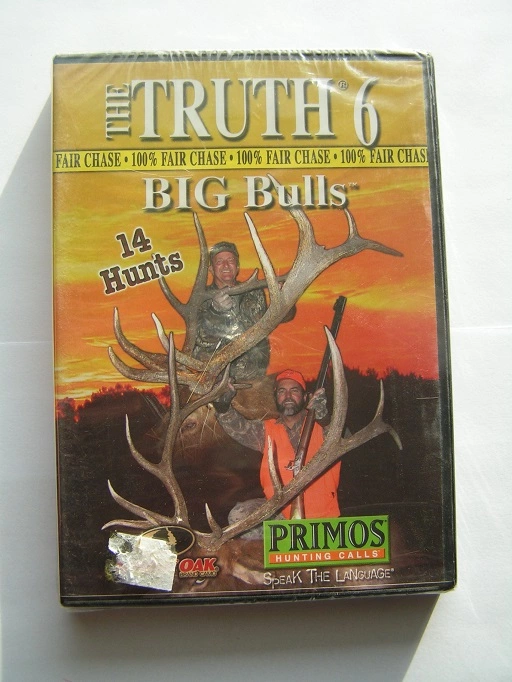 THE TRUTH® 6
FAIR CHASE • 100% FAIR CHASE • 100% FAIR CHASE • 100% FAIR CHAS
BIG Bulls™
14
Hunts
PRIMOS
HUNTING CALLS
SPEAK THE LANGUAGE®
OAK